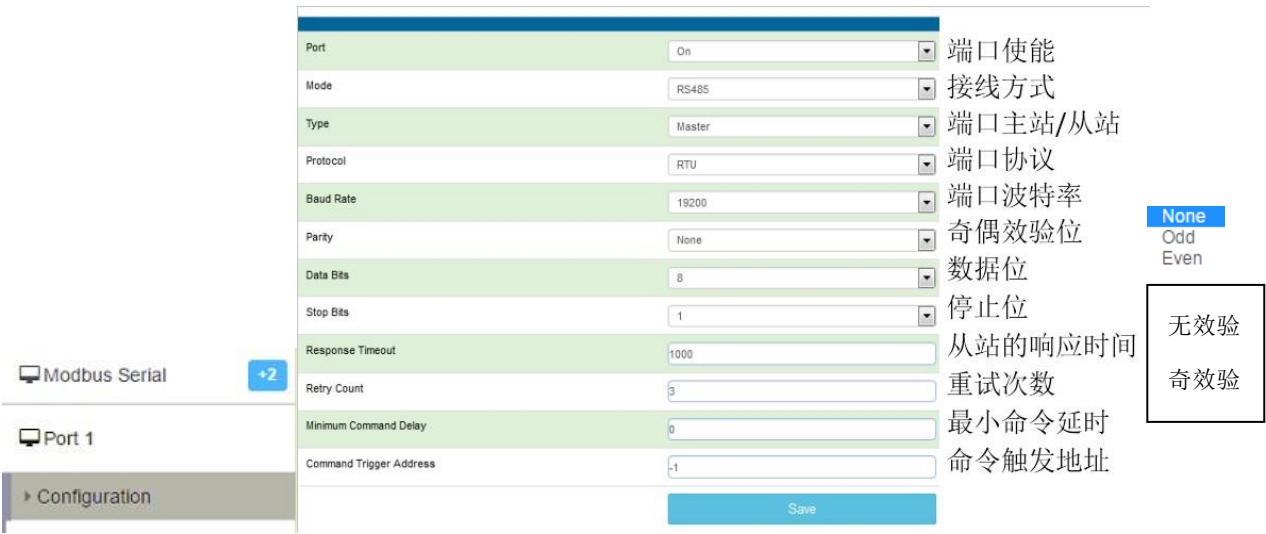 Port On 端口使能
Mode RS485 接线方式
Type Master 端口主站/从站
Protocol RTU 端口协议
Baud Rate 19200 端口波特率
Parity None 奇偶效验位
Data Bits 8 数据位
Stop Bits 1 停止位
Response Timeout 1000 从站的响应时间
Retry Count 3 重试次数
Minimum Command Delay 0 最小命令延时
Command Trigger Address -1 命令触发地址
Save
None
Odd
Even
无效验
奇效验
Modbus Serial +2
Port 1
Configuration